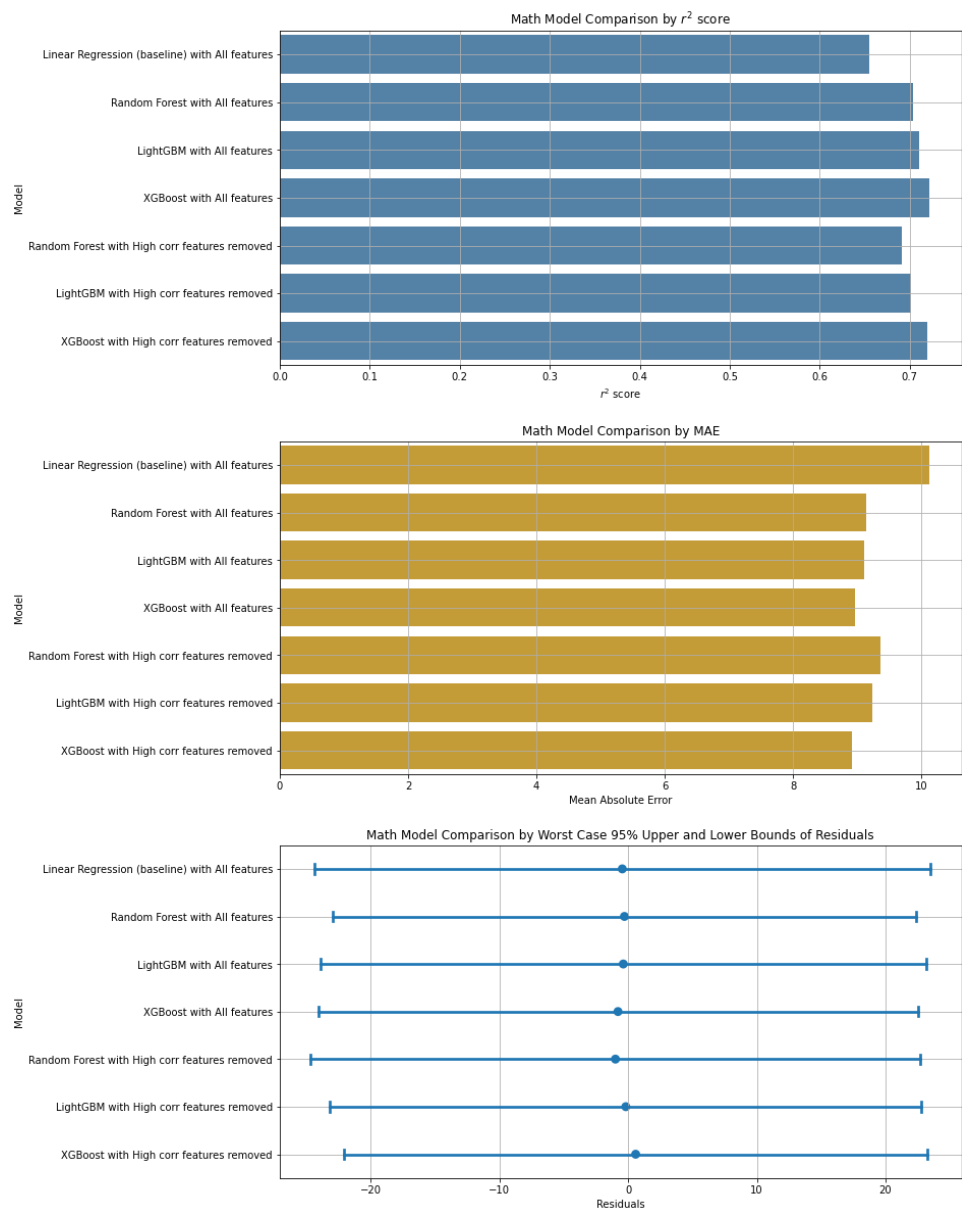 Math Model Comparison by r² score
Linear Regression (baseline) with All features
Random Forest with All features
LightGBM with All features
XGBoost with All features
Random Forest with High corr features removed
LightGBM with High corr features removed
XGBoost with High corr features removed
Model
0.0 0.1 0.2 0.3 0.4 0.5 0.6 0.7
r² score
Math Model Comparison by MAE
Linear Regression (baseline) with All features
Random Forest with All features
LightGBM with All features
XGBoost with All features
Random Forest with High corr features removed
LightGBM with High corr features removed
XGBoost with High corr features removed
Model
0 2 4 6 8 10
Mean Absolute Error
Math Model Comparison by Worst Case 95% Upper and Lower Bounds of Residuals
Linear Regression (baseline) with All features
Random Forest with All features
LightGBM with All features
XGBoost with All features
Random Forest with High corr features removed
LightGBM with High corr features removed
XGBoost with High corr features removed
Model
−20 −10 0 10 20
Residuals